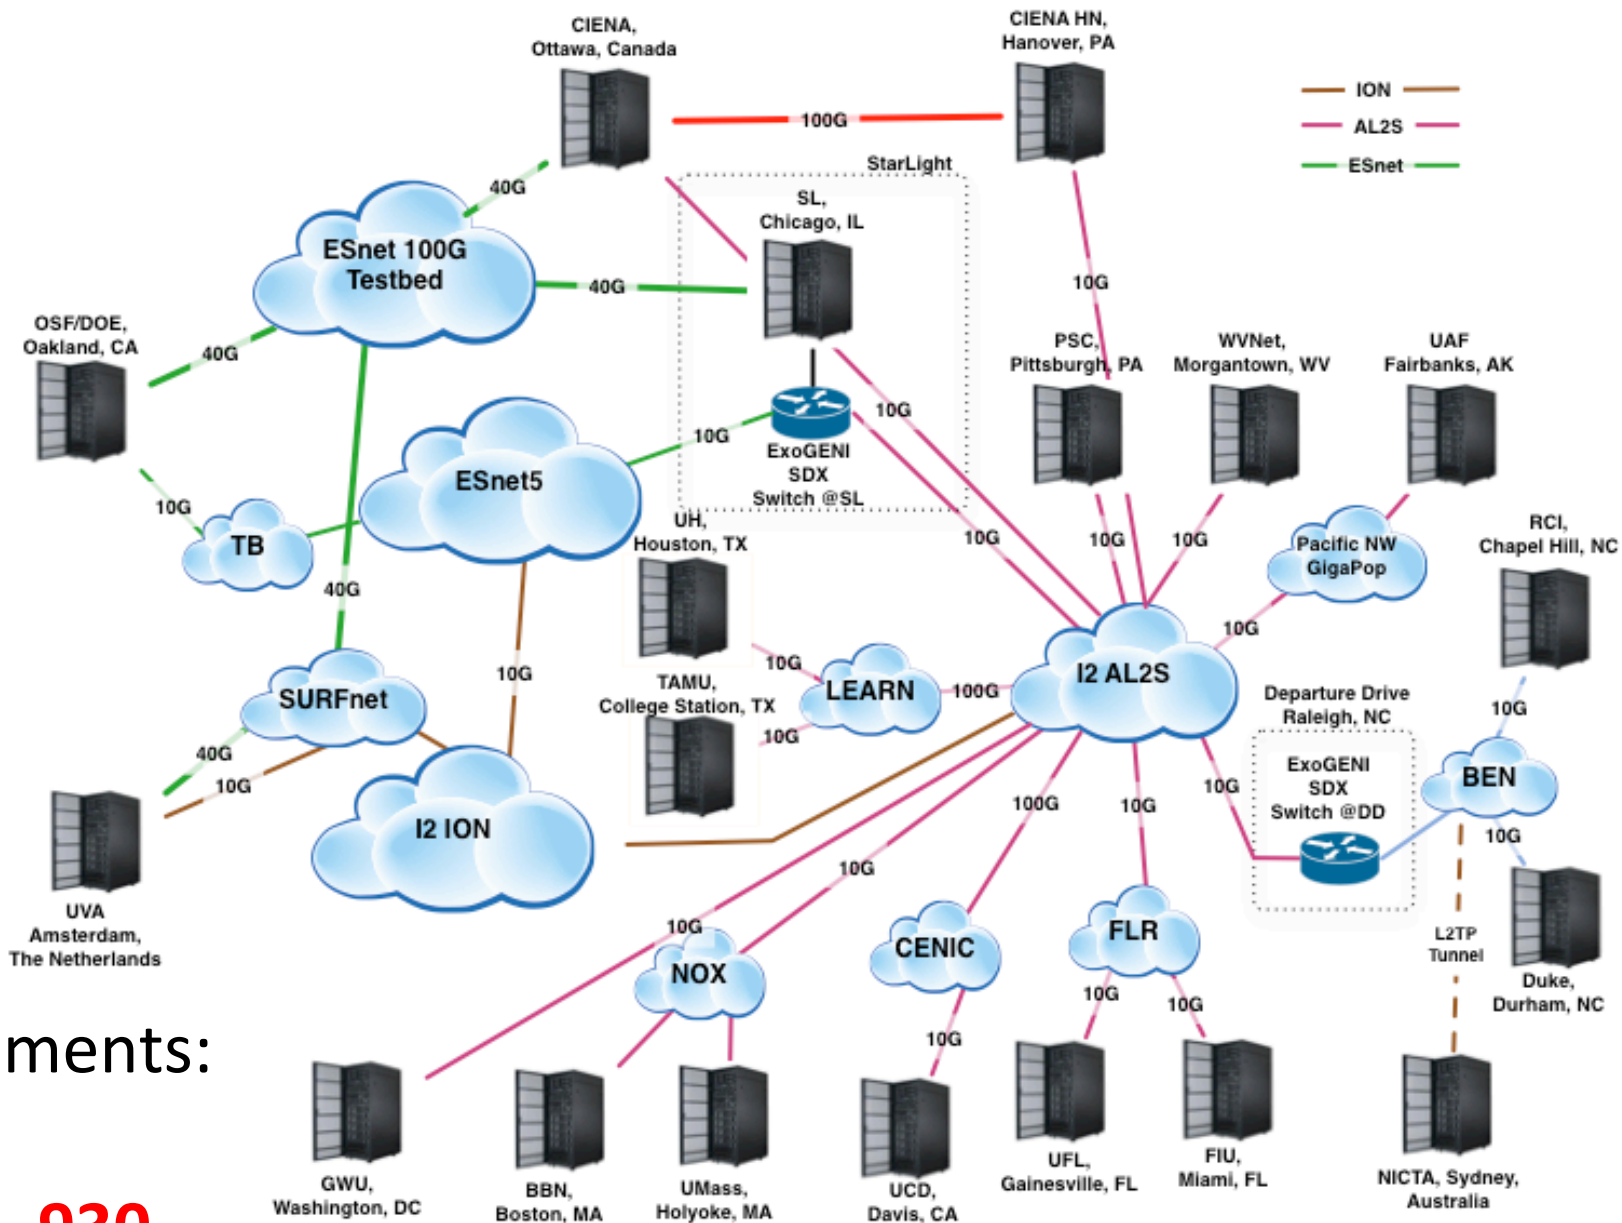 CIENA,
Ottawa, Canada
CIENA HN,
Hanover, PA
ION
AL2S
ESnet
100G
StarLight
40G
SL,
Chicago, IL
ESnet 100G
Testbed
40G
10G
OSF/DOE,
Oakland, CA
40G
PSC,
Pittsburgh, PA
WVNet,
Morgantown, WV
UAF
Fairbanks, AK
10G
10G
ExoGENI
SDX
Switch @SL
ESnet5
10G
TB
UH,
Houston, TX
10G
10G
10G
Pacific NW
GigaPop
RCI,
Chapel Hill, NC
40G
10G
10G
10G
TAMU,
College Station, TX
LEARN
100G
I2 AL2S
SURFnet
Departure Drive
Raleigh, NC
10G
10G
40G
10G
10G
ExoGENI
SDX
Switch @DD
BEN
I2 ION
100G
10G
10G
10G
UVA
Amsterdam,
The Netherlands
10G
NOX
CENIC
FLR
L2TP
Tunnel
Duke,
Durham, NC
10G
10G
10G
ments:
GWU,
Washington, DC
BBN,
Boston, MA
UMass,
Holyoke, MA
UCD,
Davis, CA
UFL,
Gainesville, FL
FIU,
Miami, FL
NICTA, Sydney,
Australia